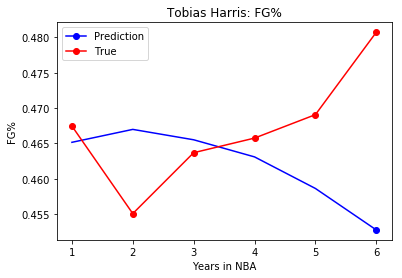 Tobias Harris: FG%
Prediction
True
0.480
0.475
0.470
0.465
0.460
0.455
FG%
1 2 3 4 5 6
Years in NBA